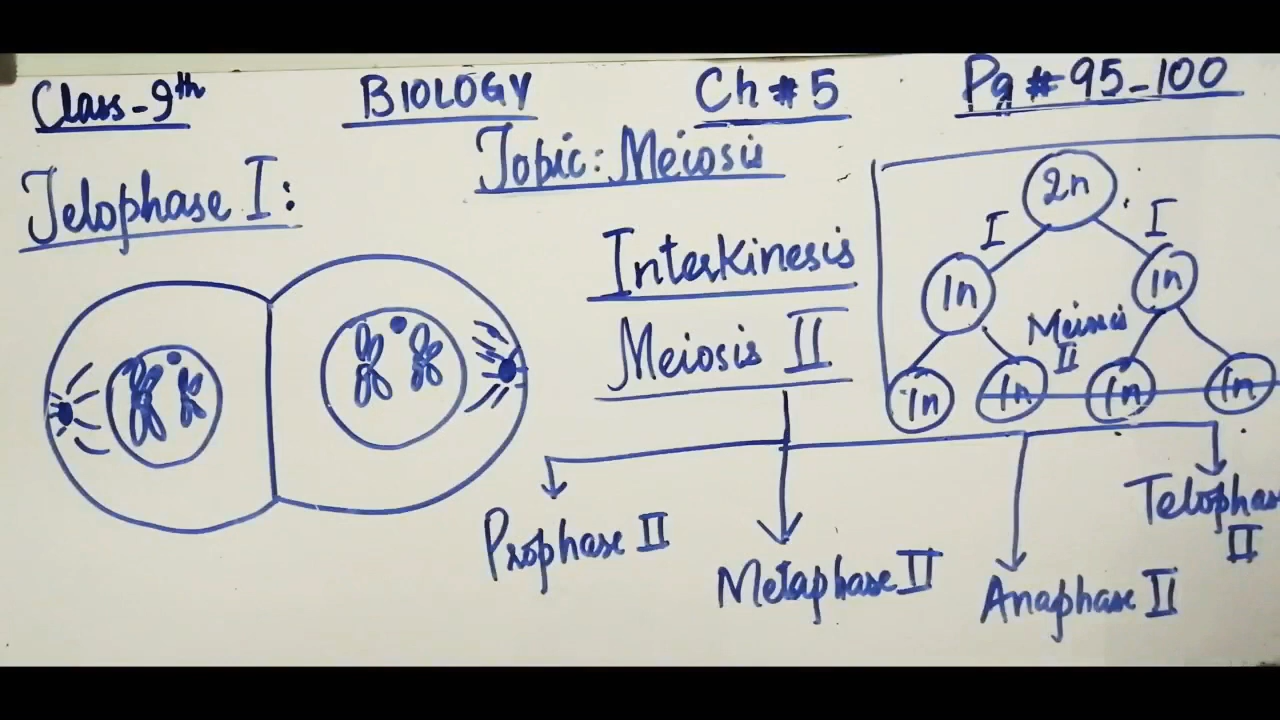 Class-9th BIOLOGY Ch # 5 Pg # 95-100
Topic: Meiosis
Telophase I:
Interkinesis
Meiosis II
Prophase II
Metaphase II
Anaphase II
Telophase
II
2n
I I
1n 1n
Meiosis
II
1n 1n 1n 1n